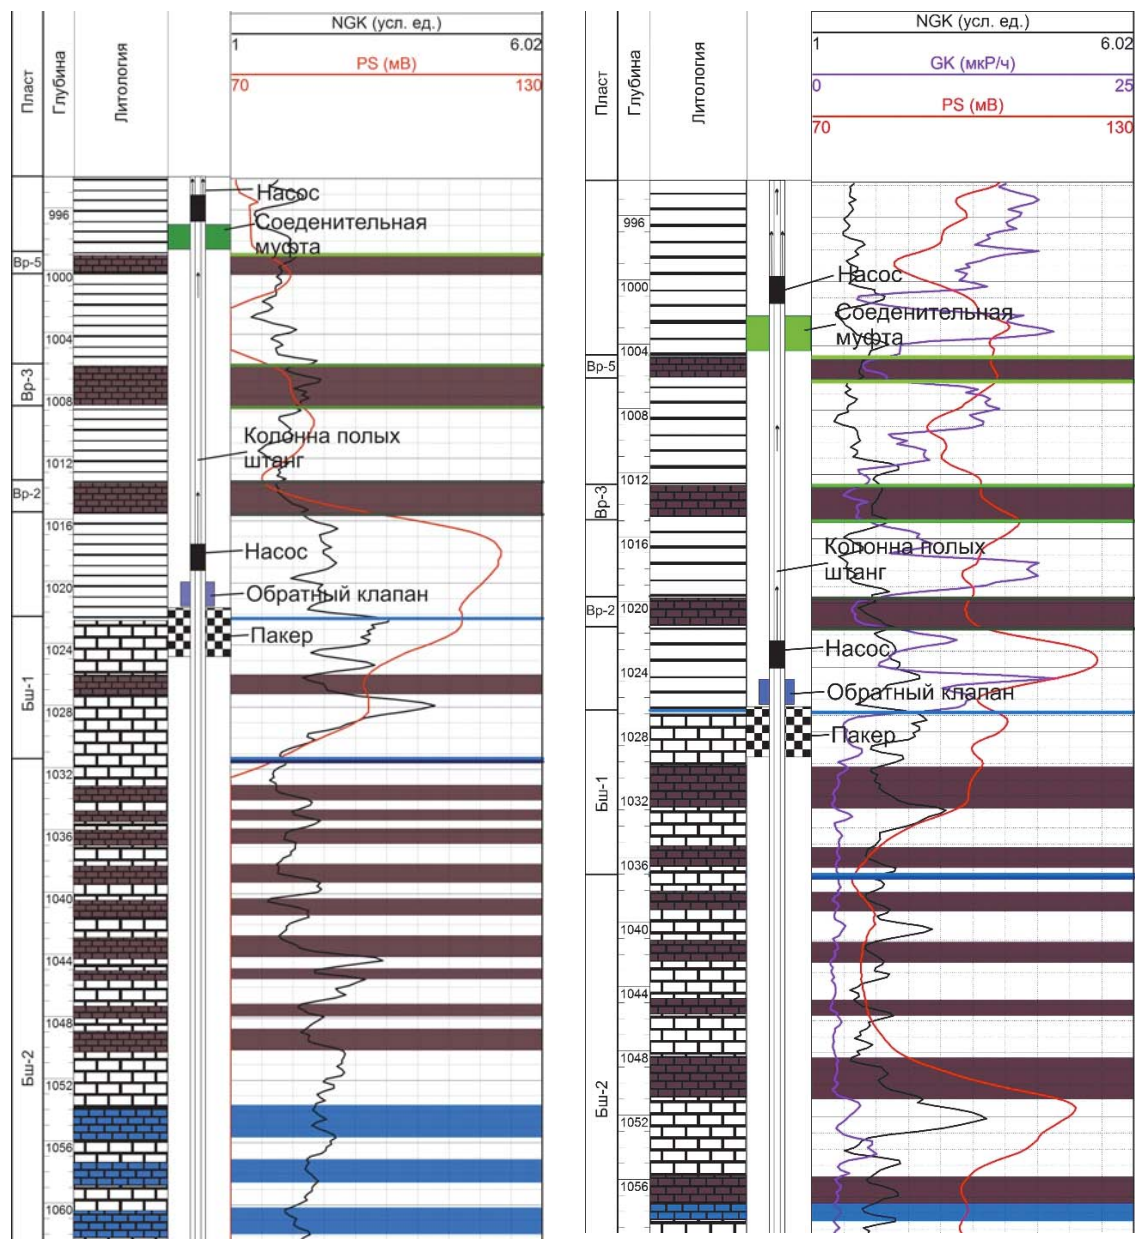 NGK (усл. ед.)
1 6.02
PS (мВ)
70 130
Пласт
Глубина
Литология
Насос
996
Соеденительная
муфта
Вр-5
1000
1004
Вр-3
1008
Колонна полых
штанг
1012
Вр-2
1016
Насос
1020
Обратный клапан
Пакер
1024
Бш-1
1028
1032
1036
1040
1044
1048
Бш-2
1052
1056
1060
NGK (усл. ед.)
1 6.02
GK (мкР/ч)
0 25
PS (мВ)
70 130
Пласт
Глубина
Литология
996
Насос
1000
Соеденительная
муфта
1004
Вр-5
1008
1012
Вр-3
Колонна полых
штанг
1016
Вр-2
1020
Насос
1024
Обратный клапан
Пакер
1028
Бш-1
1032
1036
1040
1044
1048
Бш-2
1052
1056